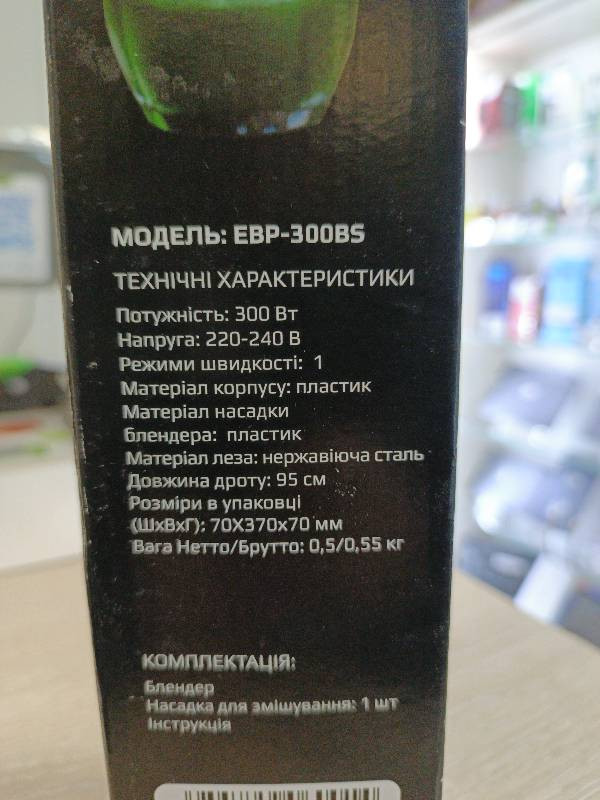 МОДЕЛЬ: EBP-300BS
ТЕХНІЧНІ ХАРАКТЕРИСТИКИ
Потужність: 300 Вт
Напруга: 220-240 В
Режими швидкості: 1
Матеріал корпусу: пластик
Матеріал насадки
блендера: пластик
Матеріал леза: нержавіюча сталь
Довжина дроту: 95 см
Розміри в упаковці
(ШхВхГ): 70Х370х70 мм
Вага Нетто/Брутто: 0,5/0,55 кг
КОМПЛЕКТАЦІЯ:
Блендер
Насадка для змішування: 1 шт
Інструкція